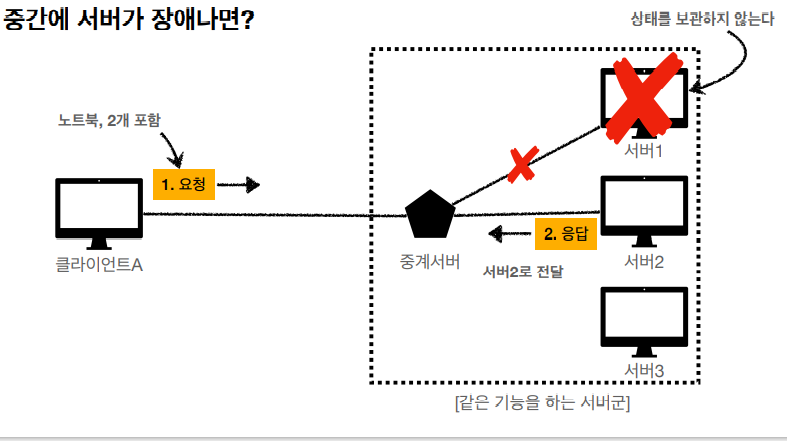 중간에 서버가 장애나면?
상태를 보관하지 않는다
노트북, 2개 포함
1. 요청
서버1
클라이언트A
중계서버
2. 응답
서버2로 전달
서버2
서버3
[같은 기능을 하는 서버군]